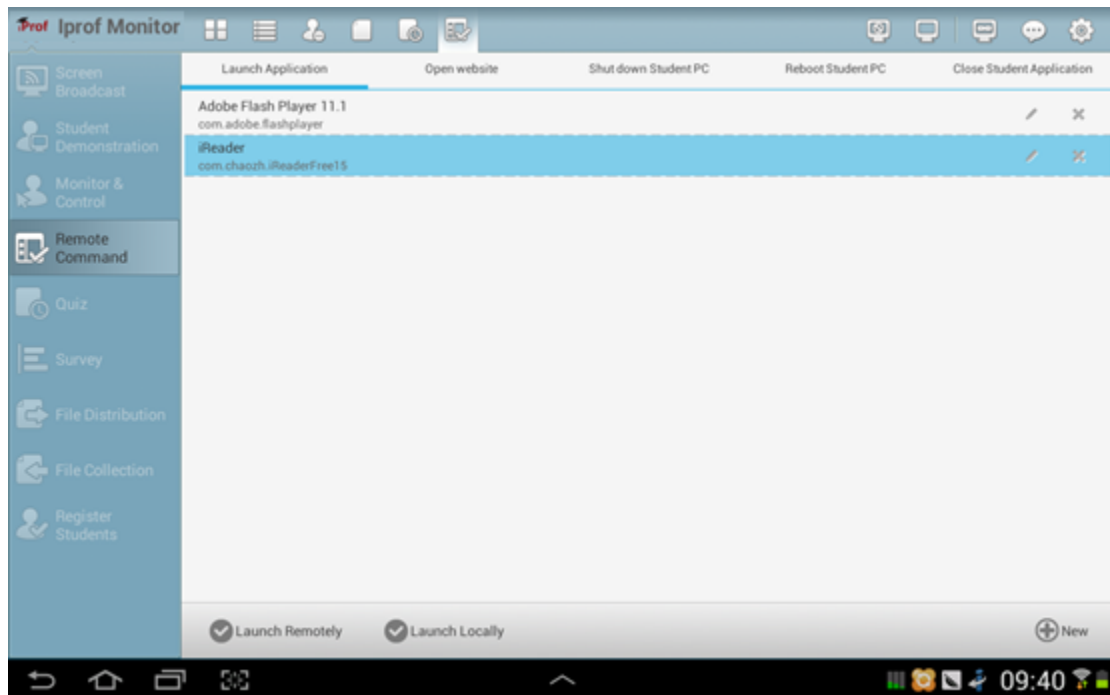 iProf Iprof Monitor
Launch Application
Open website
Shut down Student PC
Reboot Student PC
Close Student Application
Screen
Broadcast
Student
Demonstration
Monitor &
Control
Remote
Command
Quiz
Survey
File Distribution
File Collection
Register
Students
Adobe Flash Player 11.1
com.adobe.flashplayer
iReader
com.chaozh.iReaderFree15
Launch Remotely
Launch Locally
New
09:40